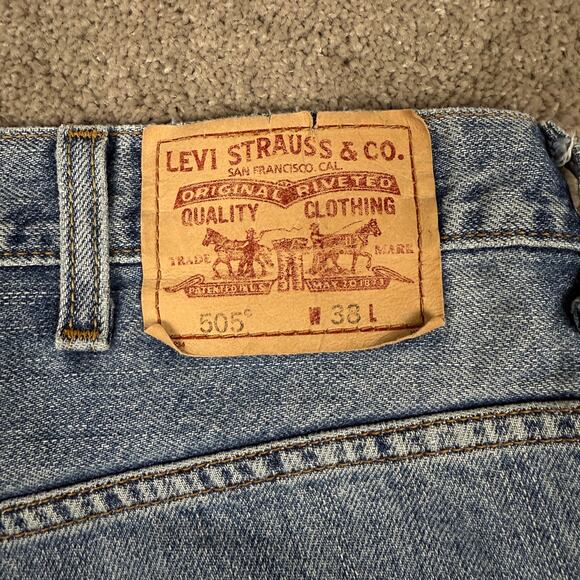 LEVI STRAUSS & CO.
SAN FRANCISCO, CAL.
ORIGINAL RIVETED
QUALITY CLOTHING
TRADE MARK
PATENTED IN U.S. MAY 20 1873
505® W 38 L